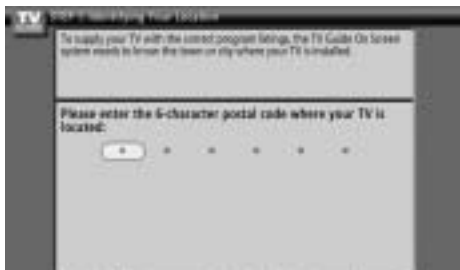 TV
STEP 1: Identifying Your Location
To supply your TV with the correct program listings, the TV Guide On Screen
system needs to know the town or city where your TV is installed.
Please enter the 6-character postal code where your TV is
located: